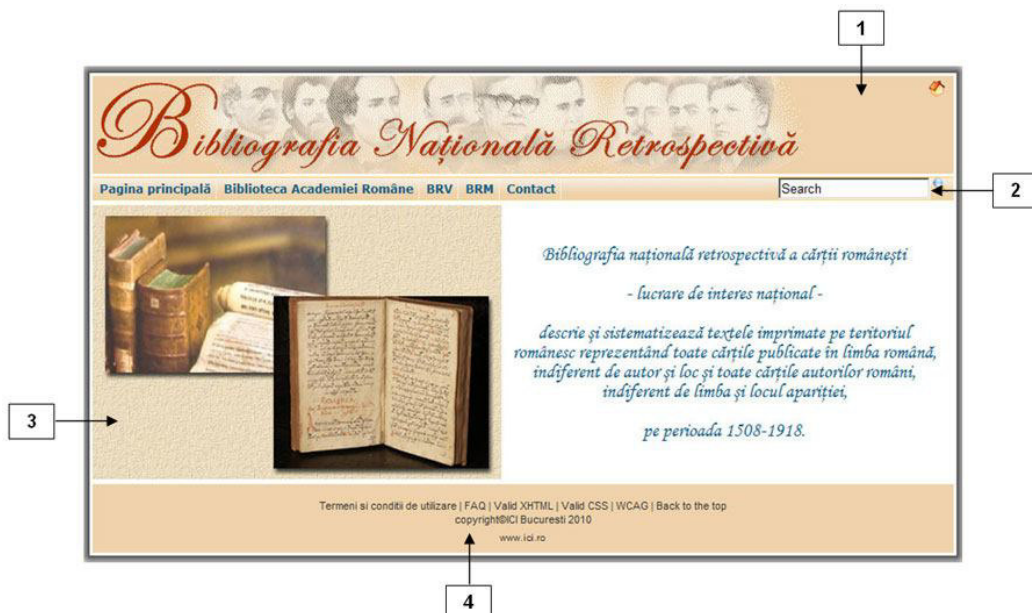 1
Bibliografia Națională Retrospectivă
Pagina principală Biblioteca Academiei Române BRV BRM Contact Search
2
Bibliografia națională retrospectivă a cărții românești
- lucrare de interes național -
descrie și sistematizează textele imprimate pe teritoriul
românesc reprezentând toate cărțile publicate în limba română,
indiferent de autor și loc și toate cărțile autorilor români,
indiferent de limba și locul apariției,
pe perioada 1508-1918.
3
Termeni si conditii de utilizare | FAQ | Valid XHTML | Valid CSS | WCAG | Back to the top
copyright©ICI Bucuresti 2010
www.ici.ro
4